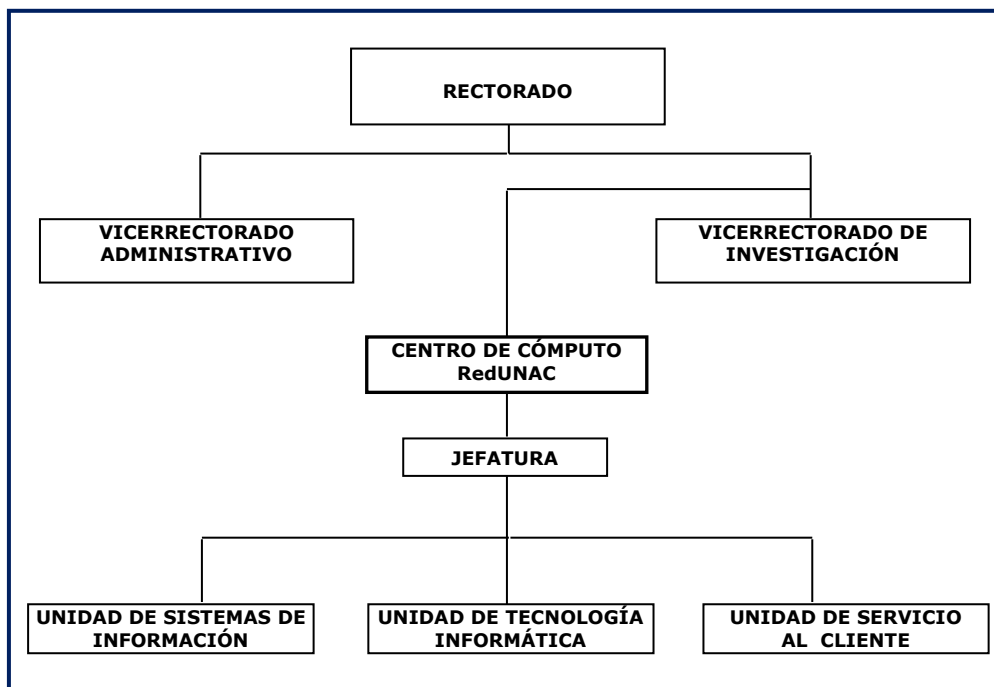 RECTORADO
VICERRECTORADO
ADMINISTRATIVO
VICERRECTORADO DE
INVESTIGACIÓN
CENTRO DE CÓMPUTO
RedUNAC
JEFATURA
UNIDAD DE SISTEMAS DE
INFORMACIÓN
UNIDAD DE TECNOLOGÍA
INFORMÁTICA
UNIDAD DE SERVICIO
AL CLIENTE